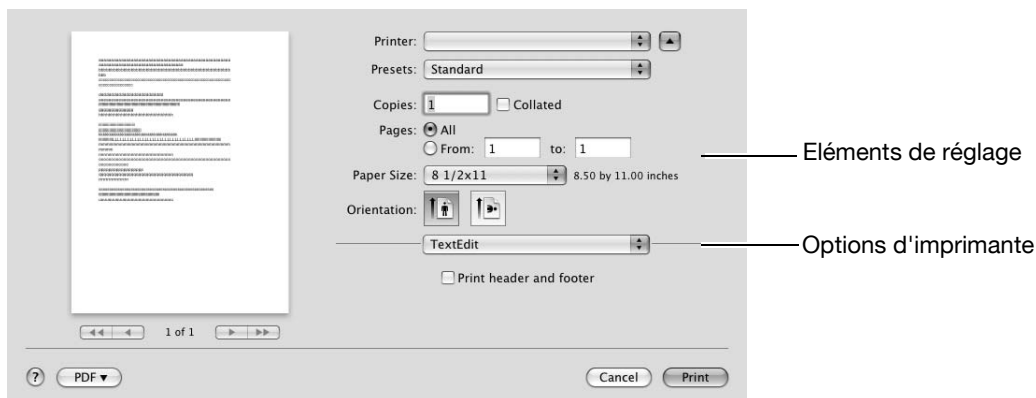 Printer:
Presets: Standard
Copies: 1 Collated
Pages: All
From: 1 to: 1
Paper Size: 8 1/2x11 8.50 by 11.00 inches
Orientation:
TextEdit
Print header and footer
1 of 1
? PDF
Cancel Print
Eléments de réglage
Options d'imprimante